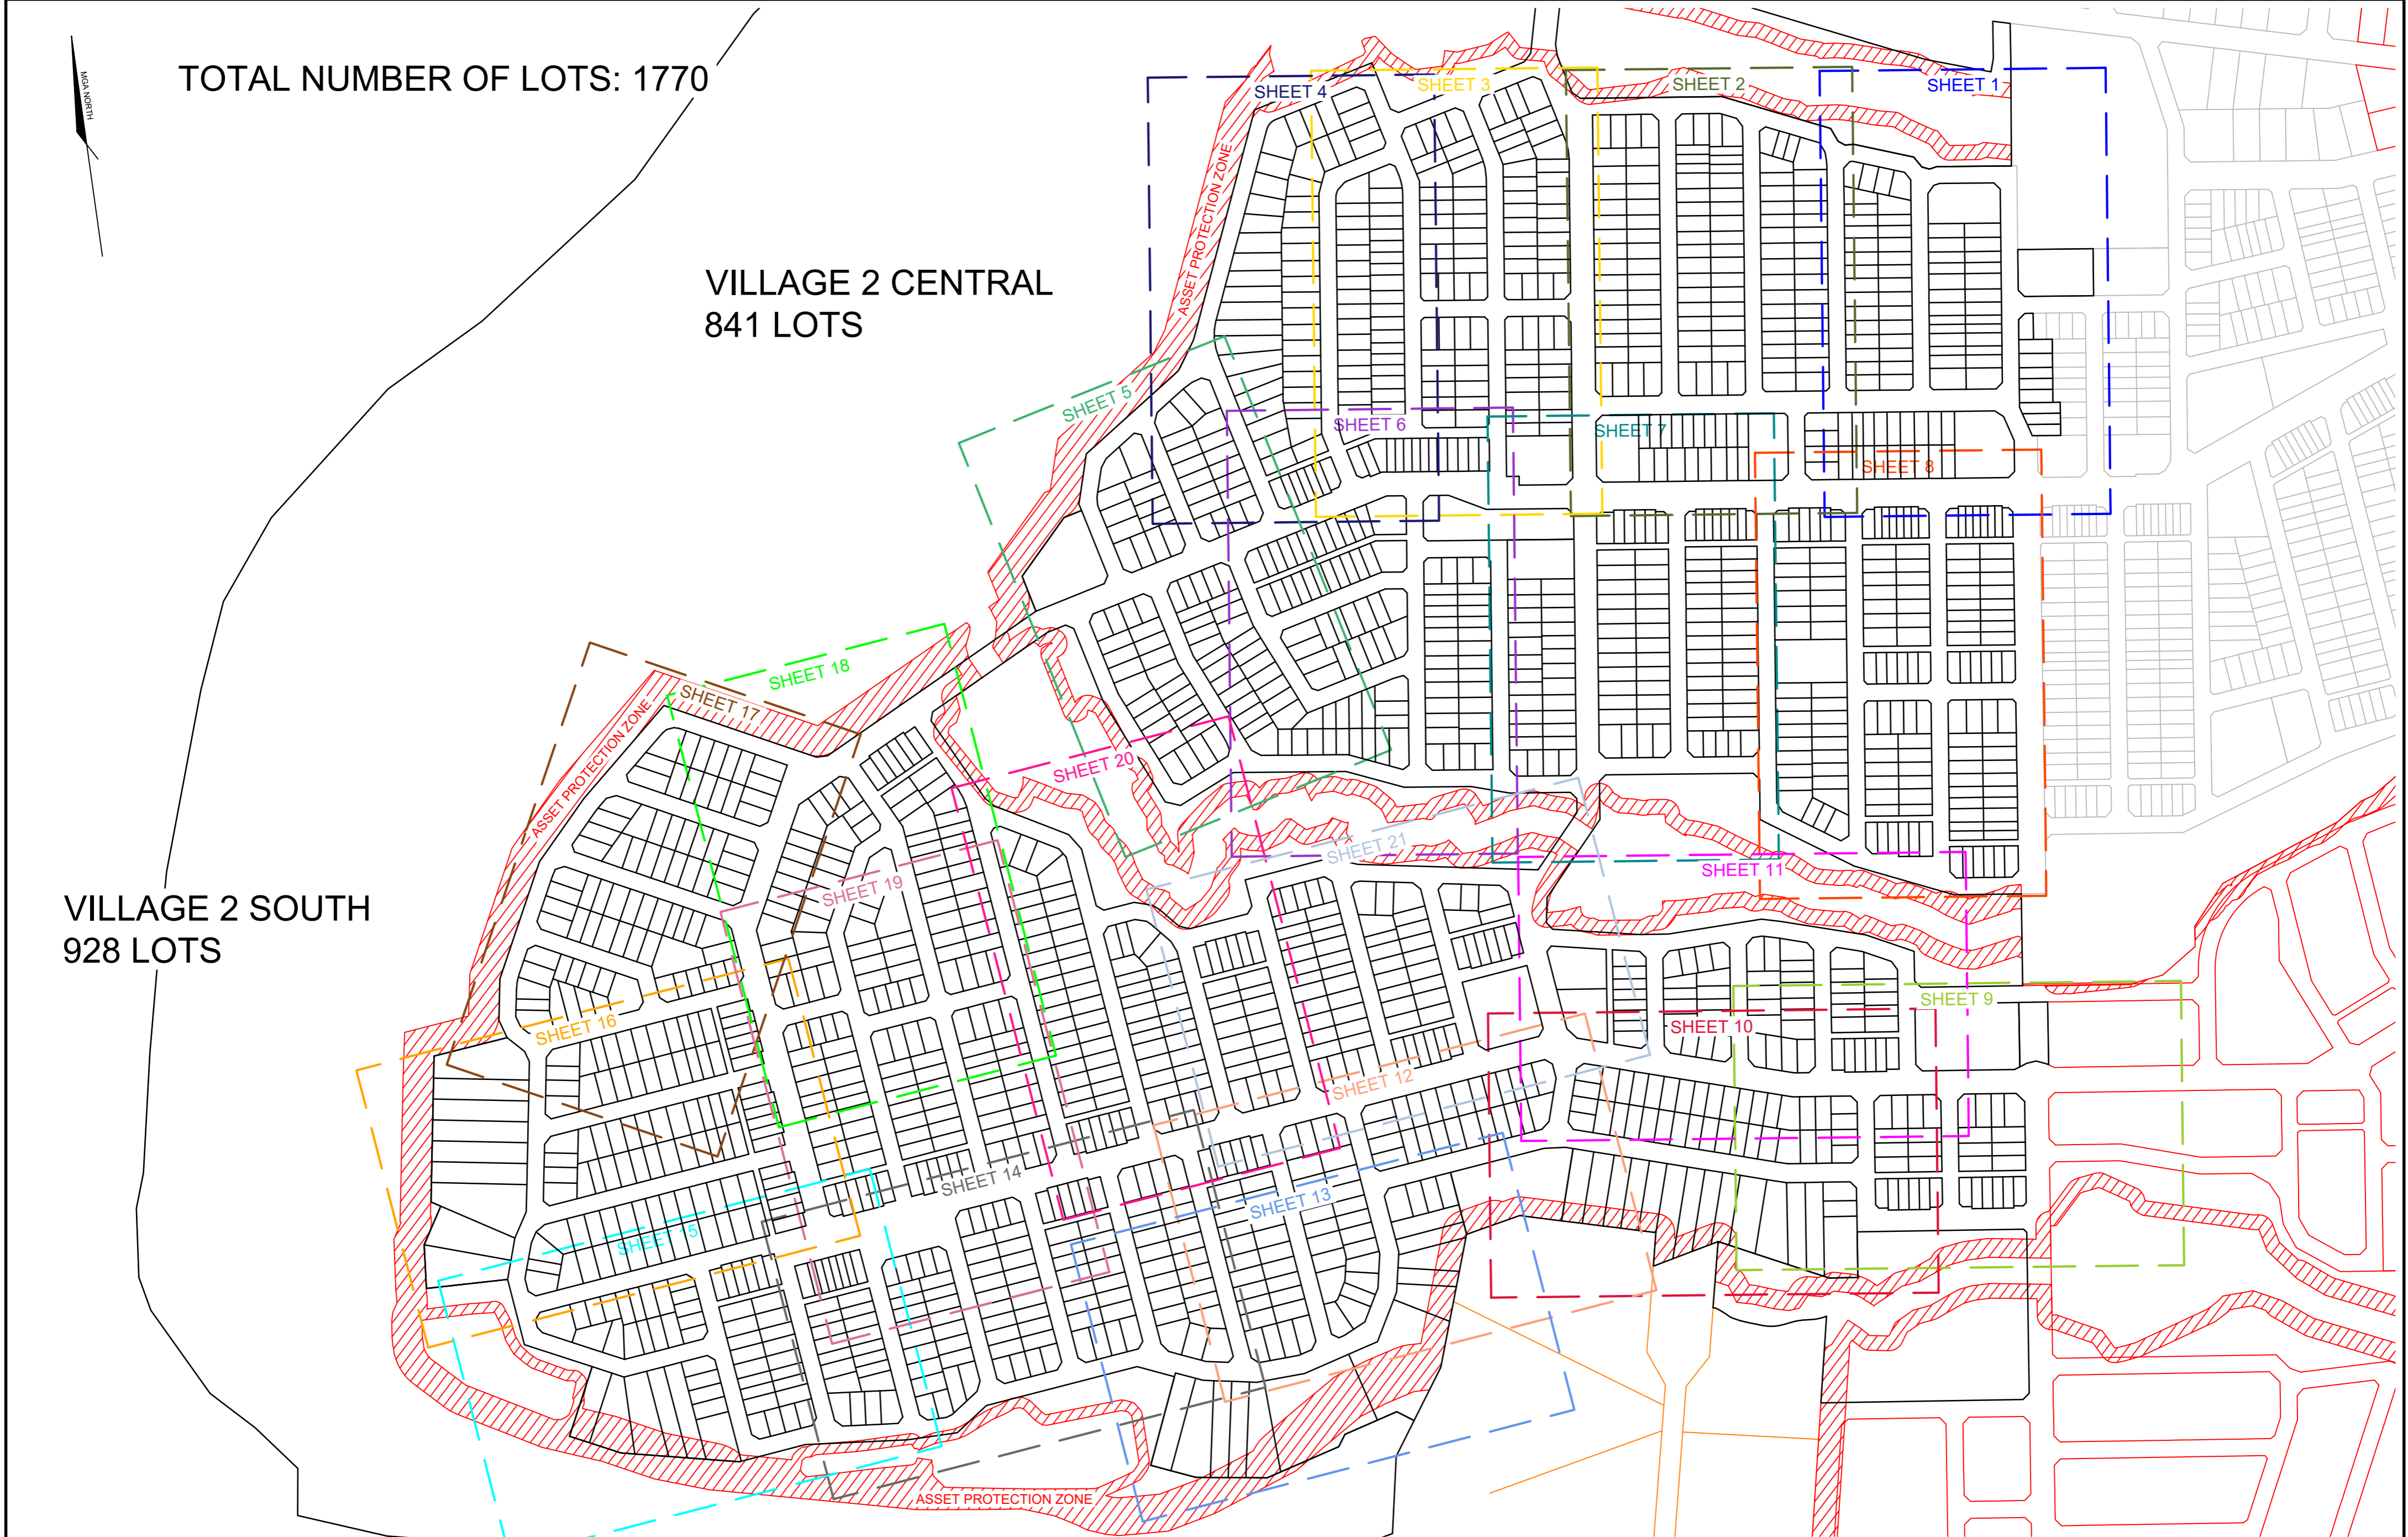 TOTAL NUMBER OF LOTS: 1770
MGA NORTH
SHEET 4
SHEET 3
SHEET 2
SHEET 1
ASSET PROTECTION ZONE
VILLAGE 2 CENTRAL
841 LOTS
SHEET 5
SHEET 6
SHEET 7
SHEET 8
SHEET 18
SHEET 17
ASSET PROTECTION ZONE
SHEET 20
SHEET 21
SHEET 11
SHEET 19
VILLAGE 2 SOUTH
928 LOTS
SHEET 9
SHEET 16
SHEET 10
SHEET 12
SHEET 14
SHEET 13
SHEET 15
ASSET PROTECTION ZONE